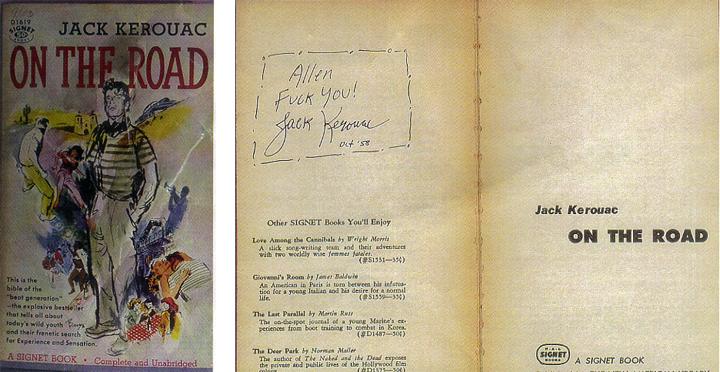 D1619
SIGNET
50¢
BOOKS
JACK KEROUAC
ON THE ROAD
This is the
bible of the
"beat generation"
—the explosive bestseller
that tells all about
today's wild youth
and their frenetic search
for Experience and Sensation.
A SIGNET BOOK • Complete and Unabridged
Allen
FUCK YOU!
Jack Kerouac
Oct '58
Other SIGNET Books You'll Enjoy
Love Among the Cannibals by Wright Morris
A slick song-writing team and their adventures
with two worldly wise femmes fatales.
(#S1531—35¢)
Giovanni's Room by James Baldwin
An American in Paris is torn between his infatua-
tion for a young Italian and his desire for a normal
life.
(#S1559—35¢)
The Last Parallel by Martin Russ
The on-the-spot journal of a young Marine's ex-
periences from boot training to combat in Korea.
(#D1487—50¢)
The Deer Park by Norman Mailer
The author of The Naked and the Dead exposes
the private and public lives of the Hollywood film
Jack Kerouac
ON THE ROAD
SIGNET
BOOKS
A SIGNET BOOK